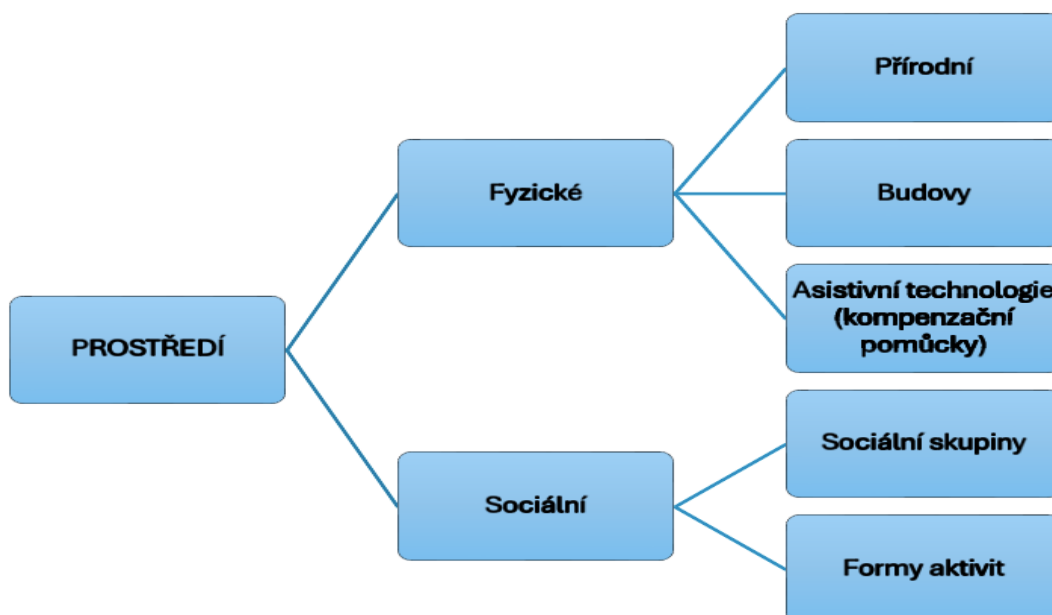 PROSTŘEDÍ
Fyzické
Přírodní
Budovy
Asistivní technologie
(kompenzační
pomůcky)
Sociální
Sociální skupiny
Formy aktivit